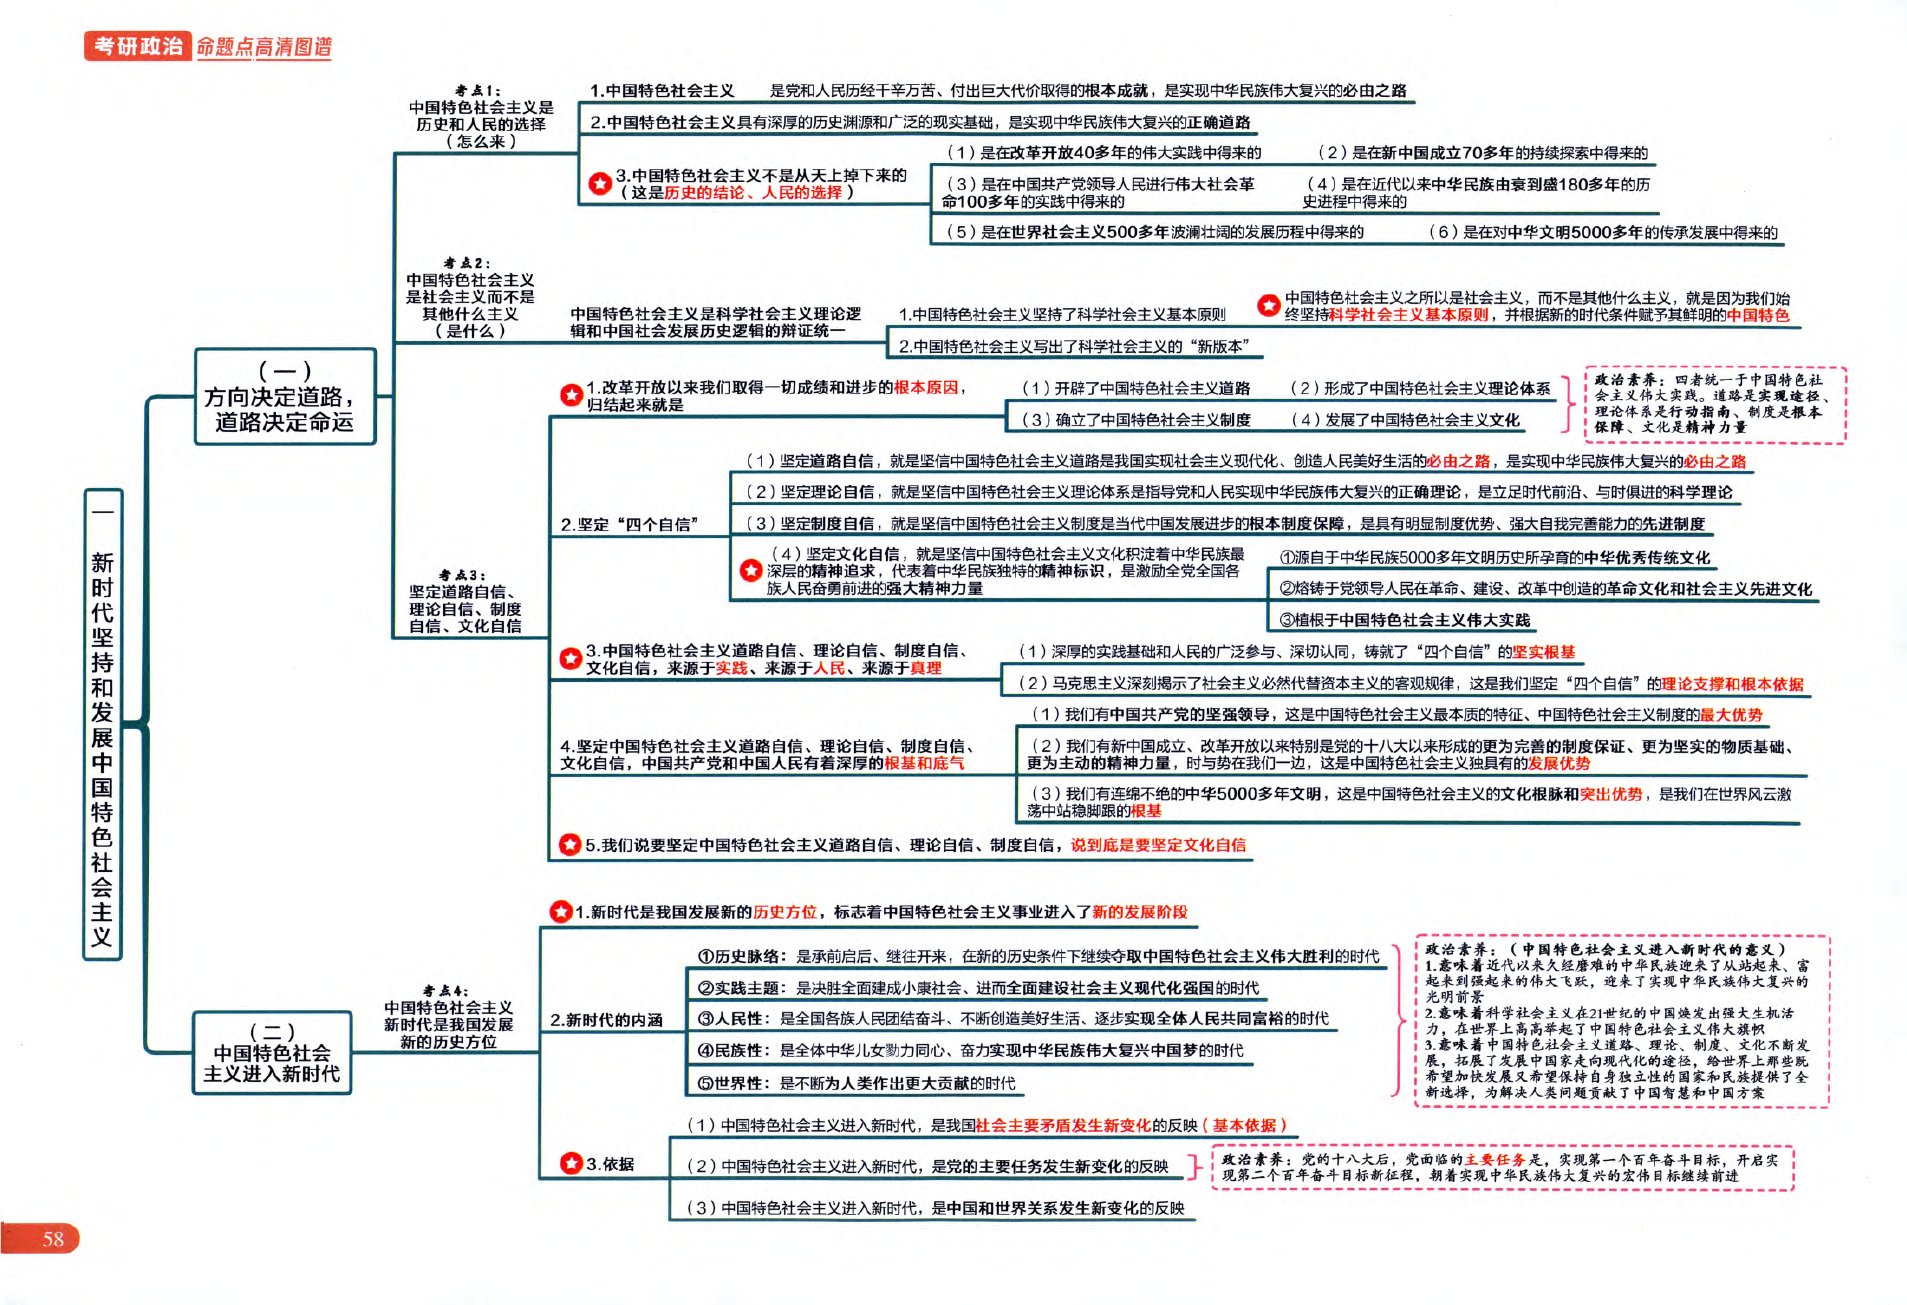 考研政治 命题点高清图谱
一 新时代坚持和发展中国特色社会主义
（一）
方向决定道路，
道路决定命运
考点1：
中国特色社会主义是
历史和人民的选择
（怎么来）
1.中国特色社会主义 是党和人民历经千辛万苦、付出巨大代价取得的根本成就，是实现中华民族伟大复兴的必由之路
2.中国特色社会主义具有深厚的历史渊源和广泛的现实基础，是实现中华民族伟大复兴的正确道路
3.中国特色社会主义不是从天上掉下来的
（这是历史的结论、人民的选择）
（1）是在改革开放40多年的伟大实践中得来的
（2）是在新中国成立70多年的持续探索中得来的
（3）是在中国共产党领导人民进行伟大社会革
命100多年的实践中得来的
（4）是在近代以来中华民族由衰到盛180多年的历
史进程中得来的
（5）是在世界社会主义500多年波澜壮阔的发展历程中得来的
（6）是在对中华文明5000多年的传承发展中得来的
考点2：
中国特色社会主义
是社会主义而不是
其他什么主义
（是什么）
中国特色社会主义是科学社会主义理论逻
辑和中国社会发展历史逻辑的辩证统一
1.中国特色社会主义坚持了科学社会主义基本原则
中国特色社会主义之所以是社会主义，而不是其他什么主义，就是因为我们始
终坚持科学社会主义基本原则，并根据新的时代条件赋予其鲜明的中国特色
2.中国特色社会主义写出了科学社会主义的“新版本”
考点3：
坚定道路自信、
理论自信、制度
自信、文化自信
1.改革开放以来我们取得一切成绩和进步的根本原因，
归结起来就是
（1）开辟了中国特色社会主义道路
（2）形成了中国特色社会主义理论体系
（3）确立了中国特色社会主义制度
（4）发展了中国特色社会主义文化
政治素养：四者统一于中国特色社
会主义伟大实践。道路是实现途径、
理论体系是行动指南、制度是根本
保障、文化是精神力量
2.坚定“四个自信”
（1）坚定道路自信，就是坚信中国特色社会主义道路是我国实现社会主义现代化、创造人民美好生活的必由之路，是实现中华民族伟大复兴的必由之路
（2）坚定理论自信，就是坚信中国特色社会主义理论体系是指导党和人民实现中华民族伟大复兴的正确理论，是立足时代前沿、与时俱进的科学理论
（3）坚定制度自信，就是坚信中国特色社会主义制度是当代中国发展进步的根本制度保障，是具有明显制度优势、强大自我完善能力的先进制度
（4）坚定文化自信，就是坚信中国特色社会主义文化积淀着中华民族最
深层的精神追求，代表着中华民族独特的精神标识，是激励全党全国各
族人民奋勇前进的强大精神力量
①源自于中华民族5000多年文明历史所孕育的中华优秀传统文化
②熔铸于党领导人民在革命、建设、改革中创造的革命文化和社会主义先进文化
③植根于中国特色社会主义伟大实践
3.中国特色社会主义道路自信、理论自信、制度自信、
文化自信，来源于实践、来源于人民、来源于真理
（1）深厚的实践基础和人民的广泛参与、深切认同，铸就了“四个自信”的坚实根基
（2）马克思主义深刻揭示了社会主义必然代替资本主义的客观规律，这是我们坚定“四个自信”的理论支撑和根本依据
4.坚定中国特色社会主义道路自信、理论自信、制度自信、
文化自信，中国共产党和中国人民有着深厚的根基和底气
（1）我们有中国共产党的坚强领导，这是中国特色社会主义最本质的特征、中国特色社会主义制度的最大优势
（2）我们有新中国成立、改革开放以来特别是党的十八大以来形成的更为完善的制度保证、更为坚实的物质基础、
更为主动的精神力量，时与势在我们一边，这是中国特色社会主义独具有的发展优势
（3）我们有连绵不绝的中华5000多年文明，这是中国特色社会主义的文化根脉和突出优势，是我们在世界风云激
荡中站稳脚跟的根基
5.我们说要坚定中国特色社会主义道路自信、理论自信、制度自信，说到底是要坚定文化自信
（二）
中国特色社会
主义进入新时代
考点4：
中国特色社会主义
新时代是我国发展
新的历史方位
1.新时代是我国发展新的历史方位，标志着中国特色社会主义事业进入了新的发展阶段
2.新时代的内涵
①历史脉络：是承前启后、继往开来，在新的历史条件下继续夺取中国特色社会主义伟大胜利的时代
②实践主题：是决胜全面建成小康社会、进而全面建设社会主义现代化强国的时代
③人民性：是全国各族人民团结奋斗、不断创造美好生活、逐步实现全体人民共同富裕的时代
④民族性：是全体中华儿女勠力同心、奋力实现中华民族伟大复兴中国梦的时代
⑤世界性：是不断为人类作出更大贡献的时代
政治素养：（中国特色社会主义进入新时代的意义）
1.意味着近代以来久经磨难的中华民族迎来了从站起来、富
起来到强起来的伟大飞跃，迎来了实现中华民族伟大复兴的
光明前景
2.意味着科学社会主义在21世纪的中国焕发出强大生机活
力，在世界上高高举起了中国特色社会主义伟大旗帜
3.意味着中国特色社会主义道路、理论、制度、文化不断发
展，拓展了发展中国家走向现代化的途径，给世界上那些既
希望加快发展又希望保持自身独立性的国家和民族提供了全
新选择，为解决人类问题贡献了中国智慧和中国方案
3.依据
（1）中国特色社会主义进入新时代，是我国社会主要矛盾发生新变化的反映（基本依据）
（2）中国特色社会主义进入新时代，是党的主要任务发生新变化的反映
政治素养：党的十八大后，党面临的主要任务是，实现第一个百年奋斗目标，开启实
现第二个百年奋斗目标新征程，朝着实现中华民族伟大复兴的宏伟目标继续前进
（3）中国特色社会主义进入新时代，是中国和世界关系发生新变化的反映
58